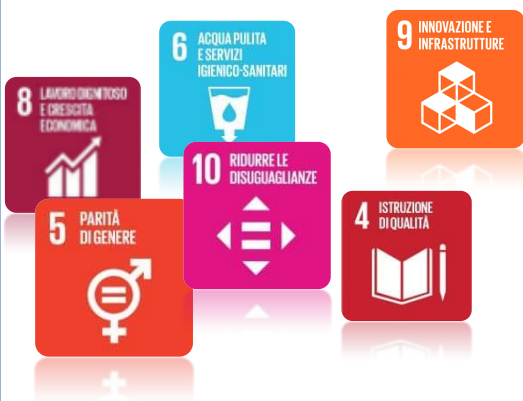 6 ACQUA PULITA
E SERVIZI
IGIENICO-SANITARI
9 INNOVAZIONE E
INFRASTRUTTURE
8 LAVORO DIGNITOSO
E CRESCITA
ECONOMICA
10 RIDURRE LE
DISUGUAGLIANZE
5 PARITÀ
DI GENERE
4 ISTRUZIONE
DI QUALITÀ